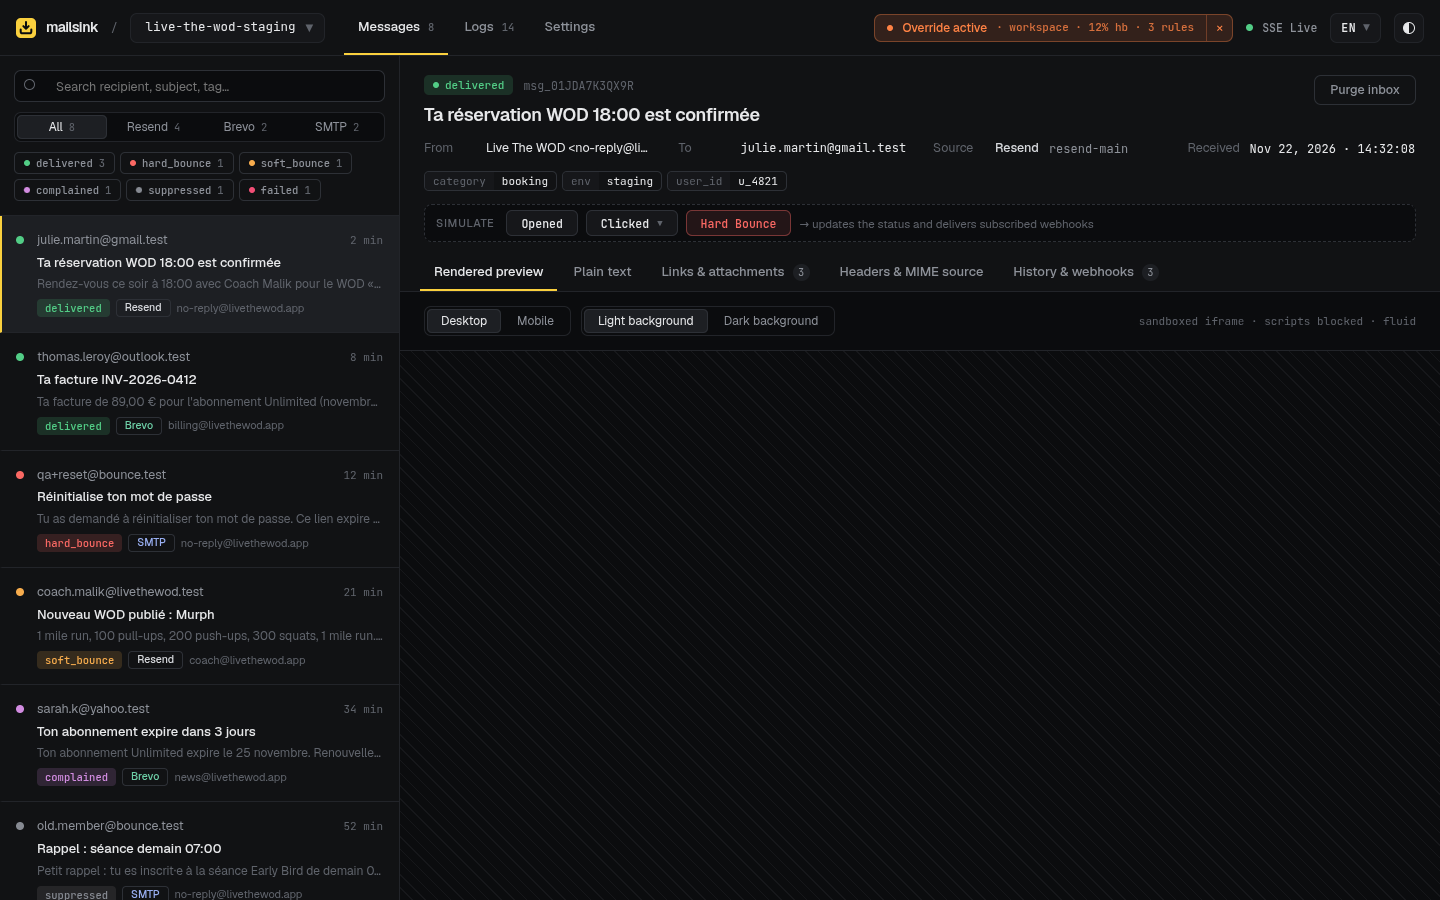 mailsink / live-the-wod-staging ▼ Messages 8 Logs 14 Settings Override active · workspace · 12% hb · 3 rules × SSE Live EN ▼
Search recipient, subject, tag…
All 8 Resend 4 Brevo 2 SMTP 2
delivered 3 hard_bounce 1 soft_bounce 1
complained 1 suppressed 1 failed 1
julie.martin@gmail.test 2 min
Ta réservation WOD 18:00 est confirmée
Rendez-vous ce soir à 18:00 avec Coach Malik pour le WOD «…
delivered Resend no-reply@livethewod.app
thomas.leroy@outlook.test 8 min
Ta facture INV-2026-0412
Ta facture de 89,00 € pour l'abonnement Unlimited (novembr…
delivered Brevo billing@livethewod.app
qa+reset@bounce.test 12 min
Réinitialise ton mot de passe
Tu as demandé à réinitialiser ton mot de passe. Ce lien expire …
hard_bounce SMTP no-reply@livethewod.app
coach.malik@livethewod.test 21 min
Nouveau WOD publié : Murph
1 mile run, 100 pull-ups, 200 push-ups, 300 squats, 1 mile run.…
soft_bounce Resend coach@livethewod.app
sarah.k@yahoo.test 34 min
Ton abonnement expire dans 3 jours
Ton abonnement Unlimited expire le 25 novembre. Renouvelle…
complained Brevo news@livethewod.app
old.member@bounce.test 52 min
Rappel : séance demain 07:00
Petit rappel : tu es inscrit·e à la séance Early Bird de demain 0…
suppressed SMTP no-reply@livethewod.app
delivered msg_01JDA7K3QX9R Purge inbox
Ta réservation WOD 18:00 est confirmée
From Live The WOD <no-reply@li… To julie.martin@gmail.test Source Resend resend-main Received Nov 22, 2026 · 14:32:08
category booking env staging user_id u_4821
SIMULATE Opened Clicked ▼ Hard Bounce → updates the status and delivers subscribed webhooks
Rendered preview Plain text Links & attachments 3 Headers & MIME source History & webhooks 3
Desktop Mobile Light background Dark background sandboxed iframe · scripts blocked · fluid